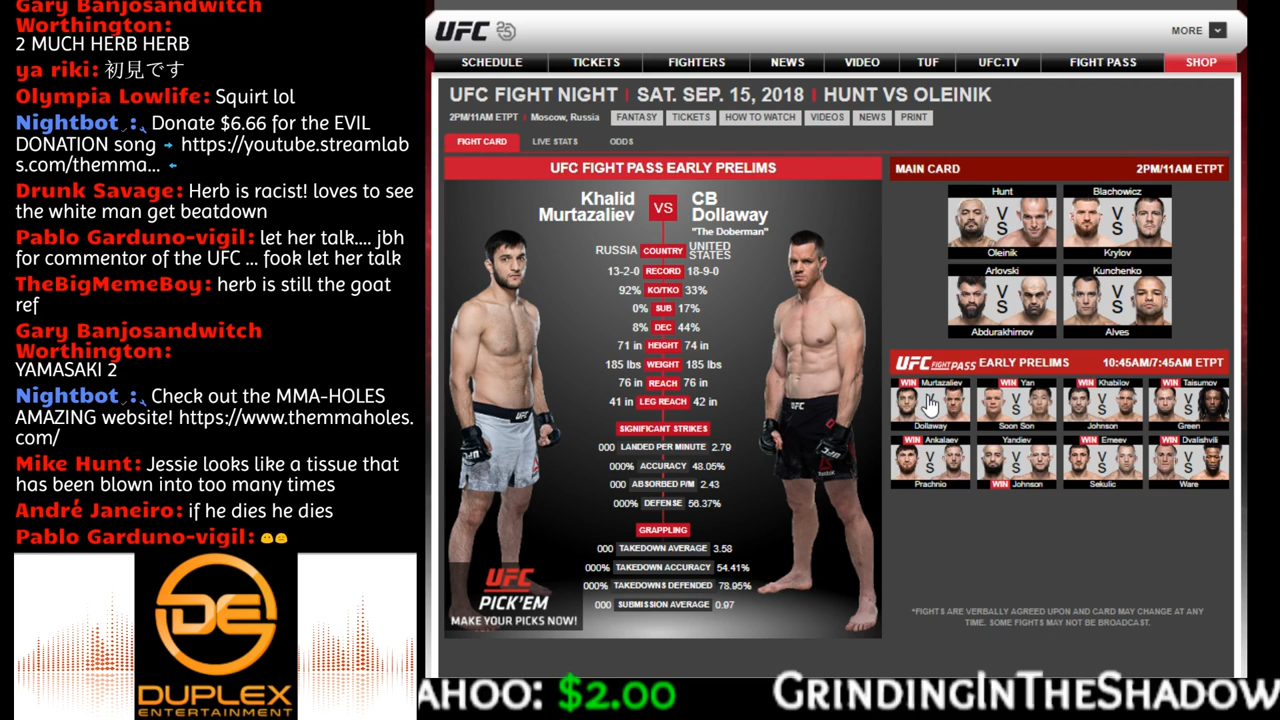 Gary Banjosandwitch
Worthington:
2 MUCH HERB HERB
ya riki: 初見です
Olympia Lowlife: Squirt lol
Nightbot : Donate $6.66 for the EVIL
DONATION song → https://youtube.streamlab
s.com/themma... ←
Drunk Savage: Herb is racist! loves to see
the white man get beatdown
Pablo Garduno-vigil: let her talk.... jbh
for commentor of the UFC ... fook let her talk
TheBigMemeBoy: herb is still the goat
ref
Gary Banjosandwitch
Worthington:
YAMASAKI 2
Nightbot : Check out the MMA-HOLES
AMAZING website! https://www.themmaholes.
com/
Mike Hunt: Jessie looks like a tissue that
has been blown into too many times
André Janeiro: if he dies he dies
Pablo Garduno-vigil:
DE
DUPLEX
ENTERTAINMENT
UFC 25
MORE
SCHEDULE TICKETS FIGHTERS NEWS VIDEO TUF UFC.TV FIGHT PASS SHOP
UFC FIGHT NIGHT | SAT. SEP. 15, 2018 | HUNT VS OLEINIK
2PM/11AM ETPT Moscow, Russia FANTASY TICKETS HOW TO WATCH VIDEOS NEWS PRINT
FIGHT CARD LIVE STATS ODDS
UFC FIGHT PASS EARLY PRELIMS
Khalid
Murtazaliev
VS
CB
Dollaway
"The Doberman"
RUSSIA COUNTRY UNITED STATES
13-2-0 RECORD 18-9-0
92% KO/TKO 33%
0% SUB 17%
8% DEC 44%
71 in HEIGHT 74 in
185 lbs WEIGHT 185 lbs
76 in REACH 76 in
41 in LEG REACH 42 in
SIGNIFICANT STRIKES
000 LANDED PER MINUTE 2.79
000% ACCURACY 48.05%
000 ABSORBED P/M 2.43
000% DEFENSE 56.37%
GRAPPLING
000 TAKEDOWN AVERAGE 3.58
000% TAKEDOWN ACCURACY 54.41%
000% TAKEDOWNS DEFENDED 78.95%
000 SUBMISSION AVERAGE 0.97
UFC
PICK'EM
MAKE YOUR PICKS NOW!
MAIN CARD 2PM/11AM ETPT
Hunt Blachowicz
VS VS
Oleinik Krylov
Arlovski Kunchenko
VS VS
Abdurakhimov Alves
UFC FIGHT PASS EARLY PRELIMS 10:45AM/7:45AM ETPT
WIN Murtazaliev WIN Yan WIN Khabilov WIN Taisumov
VS VS VS VS
Dollaway Soon Son Johnson Green
WIN Ankalaev Yandiev WIN Emeev WIN Dvalishvili
VS VS VS VS
Prachnio WIN Johnson Sekulic Ware
*FIGHTS ARE VERBALLY AGREED UPON AND CARD MAY CHANGE AT ANY
TIME. SOME FIGHTS MAY NOT BE BROADCAST.
AHOO: $2.00 GRINDINGINTHESHADOW